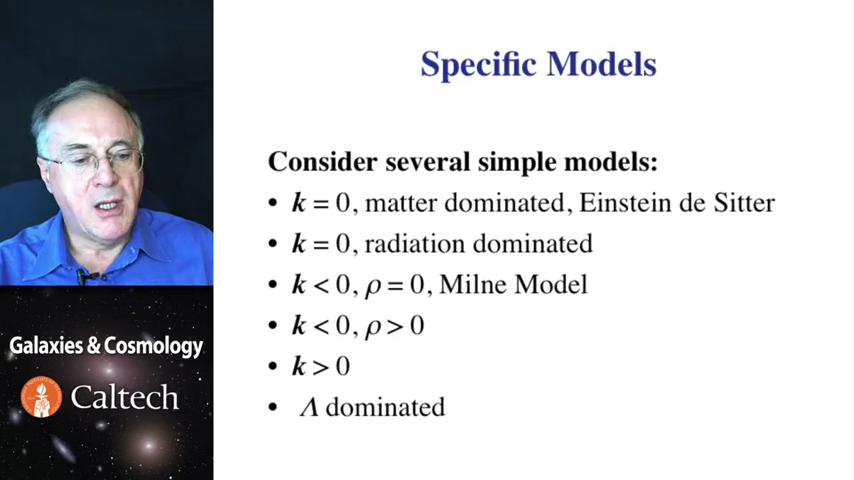 Specific Models
Consider several simple models:
• k = 0, matter dominated, Einstein de Sitter
• k = 0, radiation dominated
• k < 0, ρ = 0, Milne Model
• k < 0, ρ > 0
• k > 0
• Λ dominated
Galaxies & Cosmology
Caltech